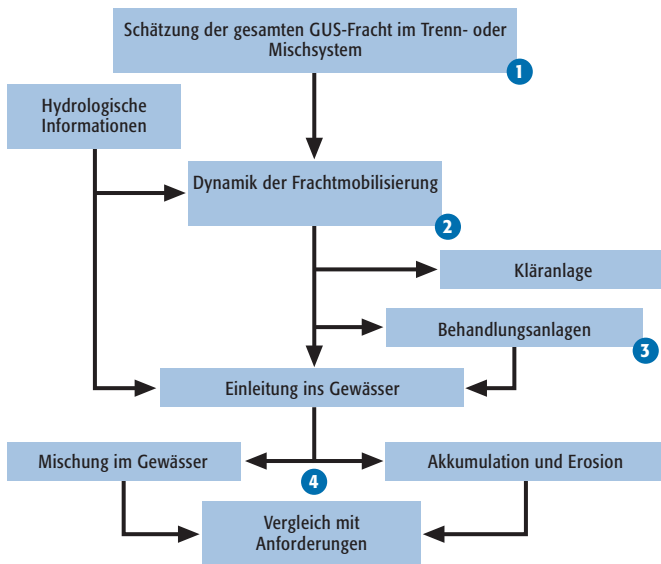 Schätzung der gesamten GUS-Fracht im Trenn- oder
Mischsystem
1
Hydrologische
Informationen
Dynamik der Frachtmobilisierung
2
Kläranlage
Behandlungsanlagen
3
Einleitung ins Gewässer
Mischung im Gewässer
4
Akkumulation und Erosion
Vergleich mit
Anforderungen